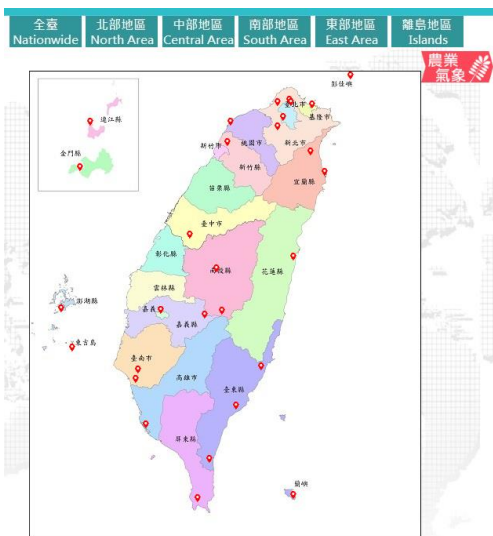 全臺
Nationwide
北部地區
North Area
中部地區
Central Area
南部地區
South Area
東部地區
East Area
離島地區
Islands
農業
氣象
彭佳嶼
連江縣
金門縣
臺北市
基隆市
新竹市
桃園市
新北市
新竹縣
宜蘭縣
苗栗縣
臺中市
彰化縣
南投縣
花蓮縣
雲林縣
澎湖縣
嘉義市
嘉義縣
東吉島
臺南市
高雄市
臺東縣
屏東縣
蘭嶼